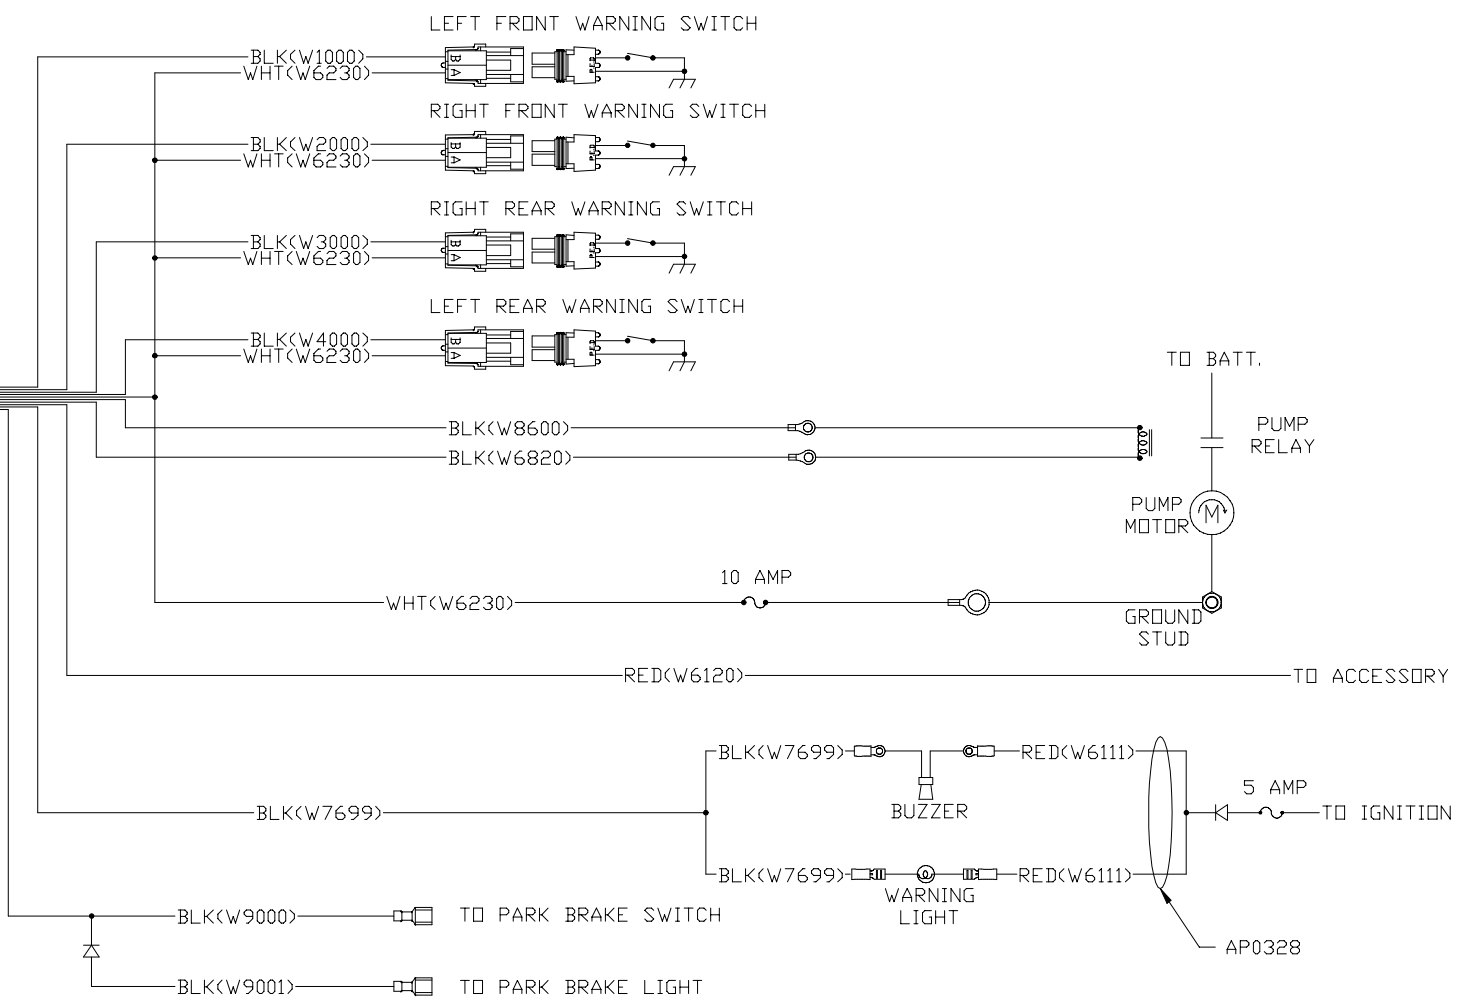 LEFT FRONT WARNING SWITCH
BLK(W1000)
B
WHT(W6230)
A
RIGHT FRONT WARNING SWITCH
BLK(W2000)
B
WHT(W6230)
A
RIGHT REAR WARNING SWITCH
BLK(W3000)
B
WHT(W6230)
A
LEFT REAR WARNING SWITCH
BLK(W4000)
B
WHT(W6230)
A
TO BATT.
BLK(W8600)
PUMP
RELAY
BLK(W6820)
PUMP
MOTOR
M
10 AMP
WHT(W6230)
GROUND
STUD
RED(W6120)
TO ACCESSORY
BLK(W7699)
RED(W6111)
BUZZER
5 AMP
BLK(W7699)
TO IGNITION
BLK(W7699)
RED(W6111)
WARNING
LIGHT
BLK(W9000)
TO PARK BRAKE SWITCH
AP0328
BLK(W9001)
TO PARK BRAKE LIGHT